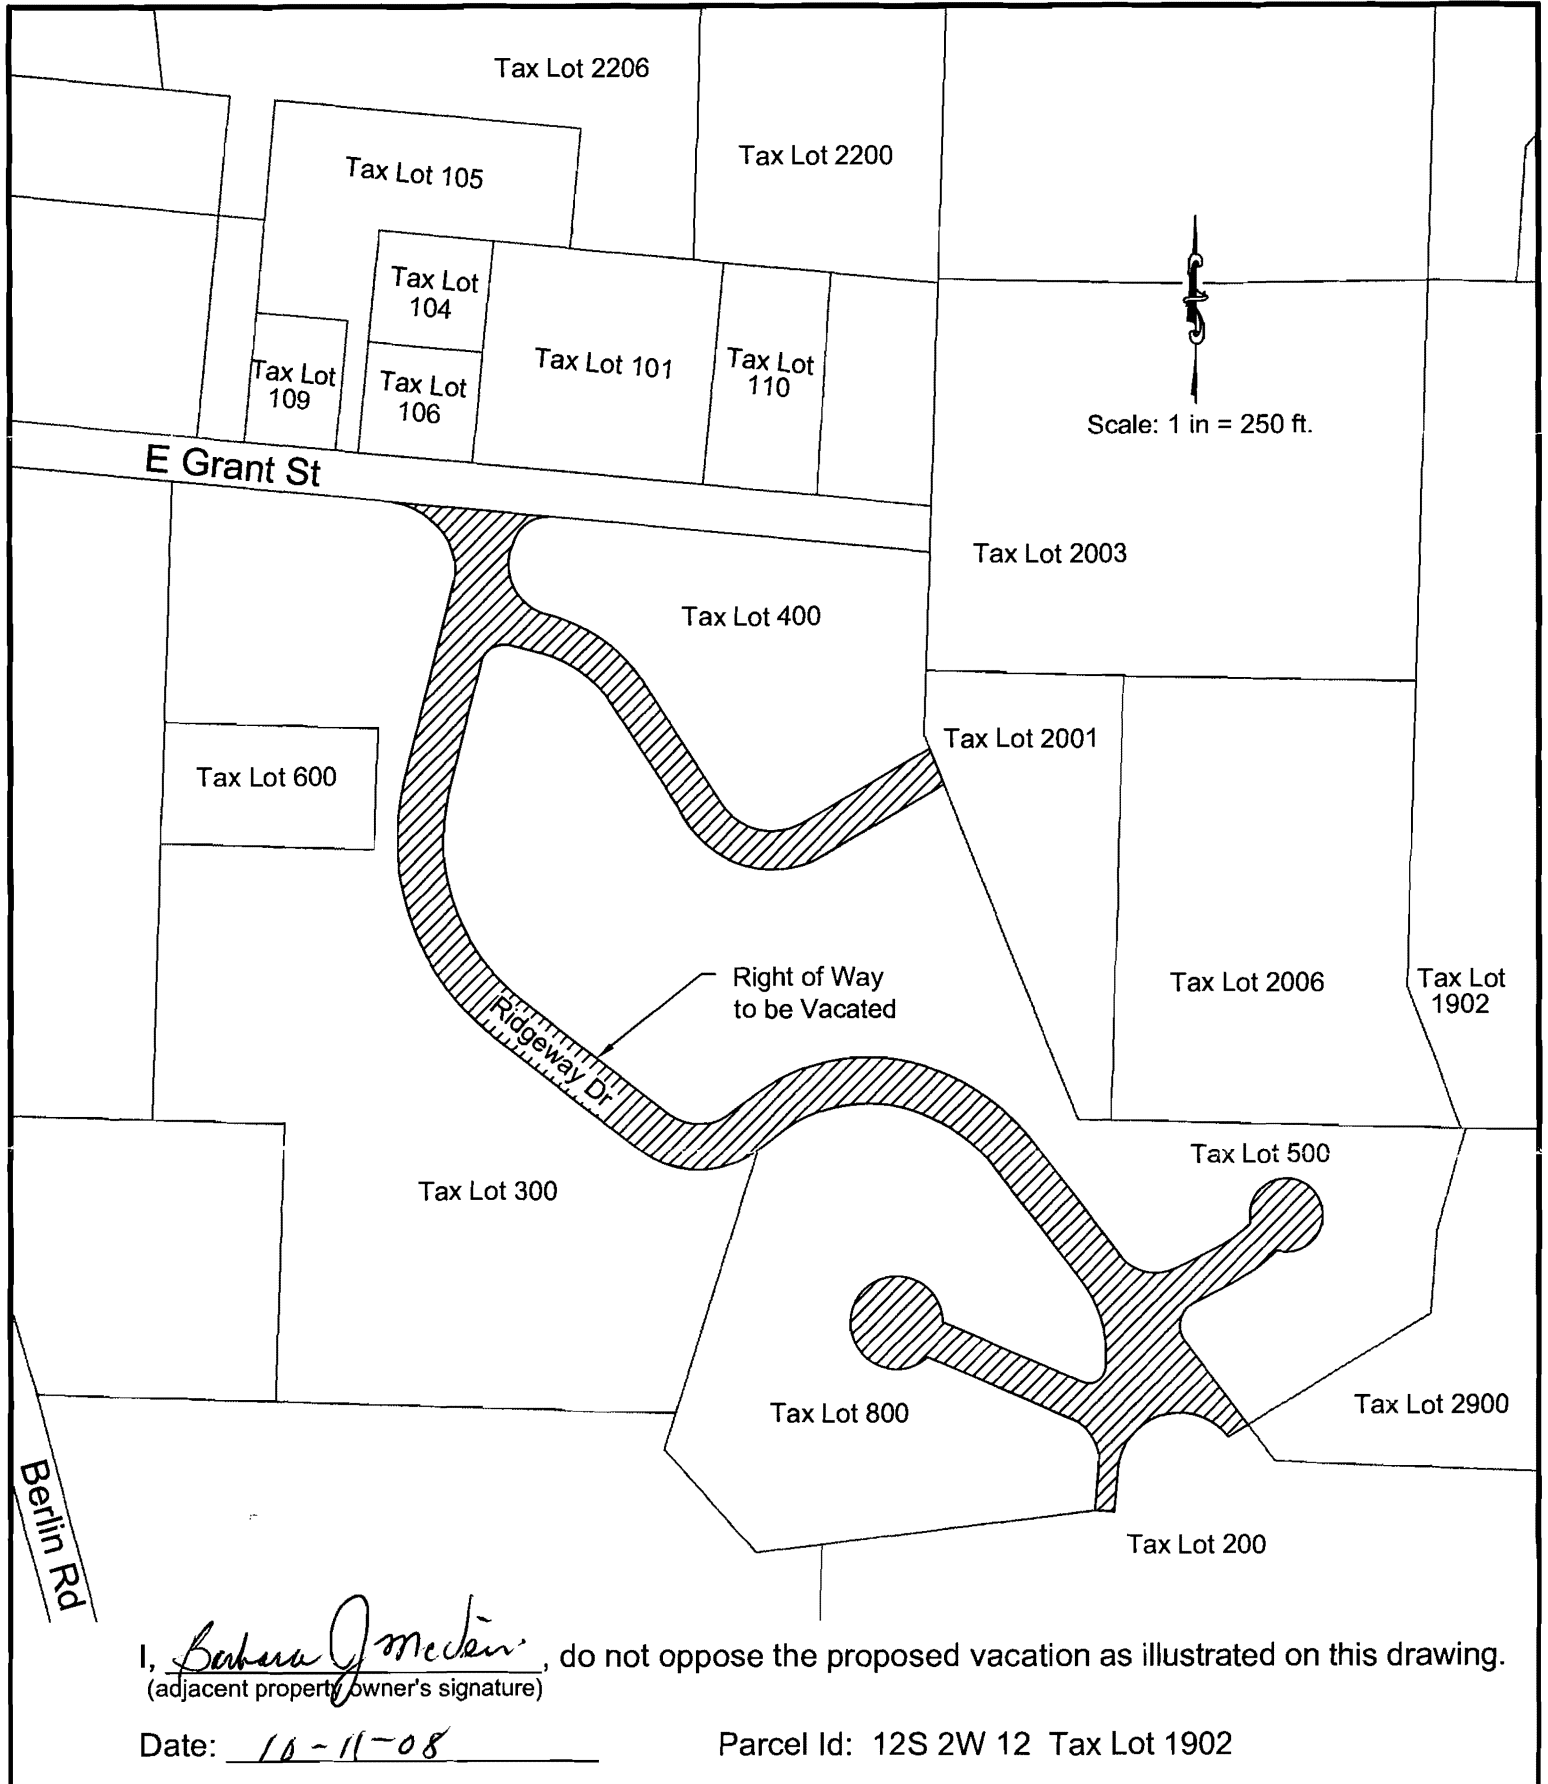 Tax Lot 2206
Tax Lot 2200
Tax Lot 105
Tax Lot
104
Tax Lot 101
Tax Lot
110
Tax Lot
109
Tax Lot
106
Scale: 1 in = 250 ft.
E Grant St
Tax Lot 2003
Tax Lot 400
Tax Lot 2001
Tax Lot 600
Right of Way
to be Vacated
Tax Lot 2006
Tax Lot
1902
Ridgeway Dr
Tax Lot 500
Tax Lot 300
Tax Lot 800
Tax Lot 2900
Berlin Rd
Tax Lot 200
I, Barbara J, do not oppose the proposed vacation as illustrated on this drawing.
(adjacent property owner's signature)
Date: 10-11-08 Parcel Id: 12S 2W 12 Tax Lot 1902